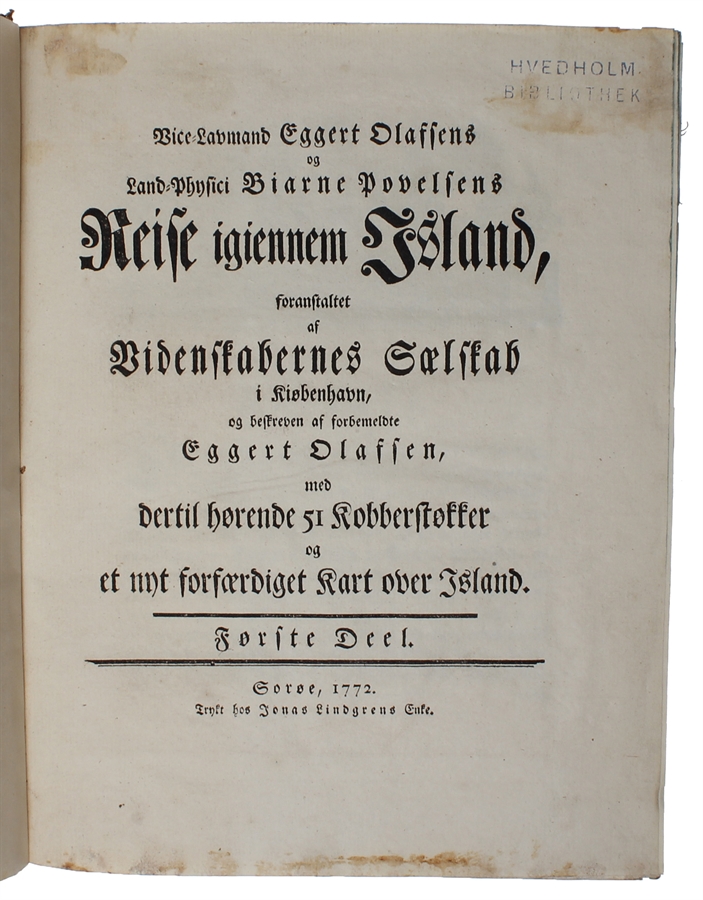 HVEDHOLM.
BIBLIOTHEK
Vice-Lavmand Eggert Olafsens
og
Land-Physici Biarne Povelsens
Reise igiennem Island,
foranstaltet
af
Videnskabernes Sælskab
i Kiøbenhavn,
og beskreven af forbemeldte
Eggert Olafsen,
med
dertil hørende 51 Kobberstøkker
og
et nyt forfærdiget Kart over Island.
Første Deel.
Sorøe, 1772.
Trykt hos Jonas Lindgrens Enke.